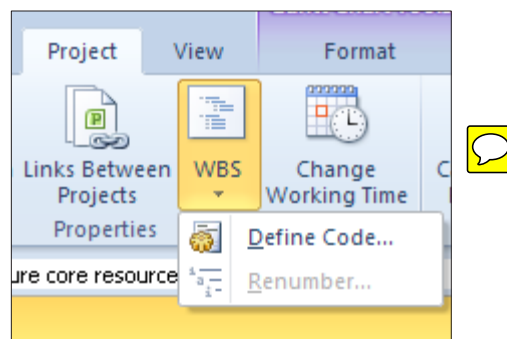 Project View Format
Links Between Projects
WBS
Change Working Time
Properties
Define Code...
ure core resource
Renumber...